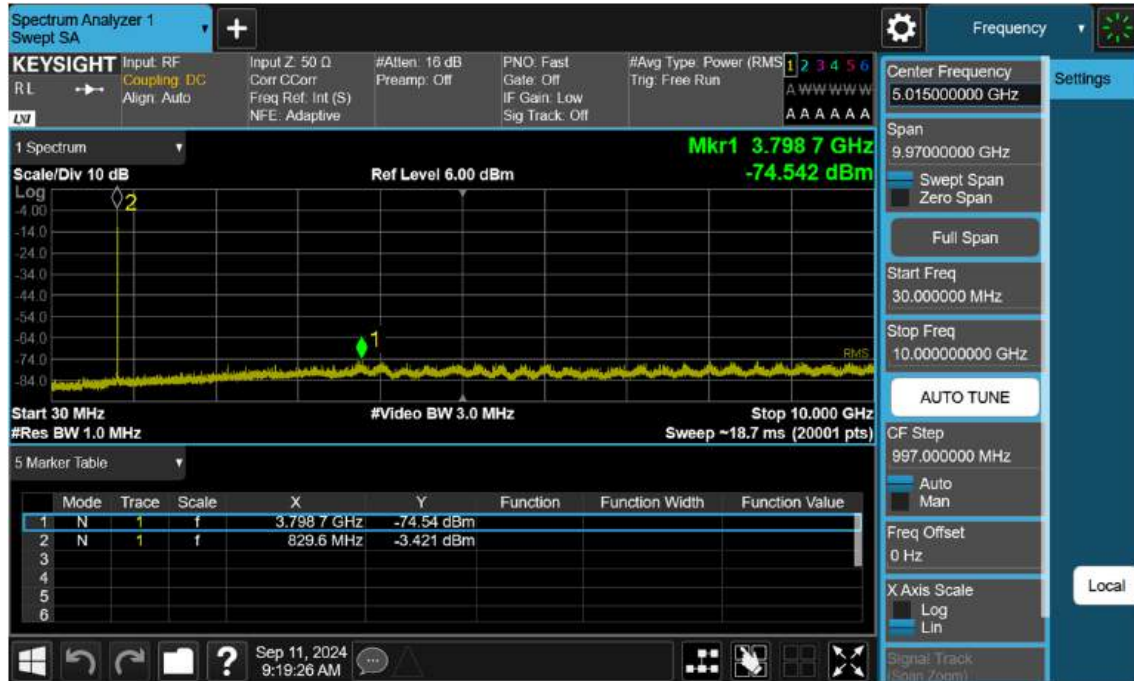 Spectrum Analyzer 1
Swept SA
+
Frequency
KEYSIGHT
RL
LXI
Input: RF
Coupling: DC
Align: Auto
Input Z: 50 Ω
Corr CCorr
Freq Ref: Int (S)
NFE: Adaptive
#Atten: 16 dB
Preamp: Off
PNO: Fast
Gate: Off
IF Gain: Low
Sig Track: Off
#Avg Type: Power (RMS
Trig: Free Run
1 2 3 4 5 6
A W W W W W
A A A A A A
Center Frequency
5.015000000 GHz
Settings
Span
9.97000000 GHz
Swept Span
Zero Span
Full Span
Start Freq
30.000000 MHz
Stop Freq
10.000000000 GHz
AUTO TUNE
CF Step
997.000000 MHz
Auto
Man
Freq Offset
0 Hz
X Axis Scale
Log
Lin
Signal Track
(Span Zoom)
Local
1 Spectrum
Scale/Div 10 dB
Ref Level 6.00 dBm
Mkr1 3.798 7 GHz
-74.542 dBm
Log
-4.00
-14.0
-24.0
-34.0
-44.0
-54.0
-64.0
-74.0
-84.0
2
1
RMS
Start 30 MHz
#Video BW 3.0 MHz
Stop 10.000 GHz
#Res BW 1.0 MHz
Sweep ~18.7 ms (20001 pts)
5 Marker Table
Mode Trace Scale X Y Function Function Width Function Value
1 N 1 f 3.798 7 GHz -74.54 dBm
2 N 1 f 829.6 MHz -3.421 dBm
3
4
5
6
?
Sep 11, 2024
9:19:26 AM